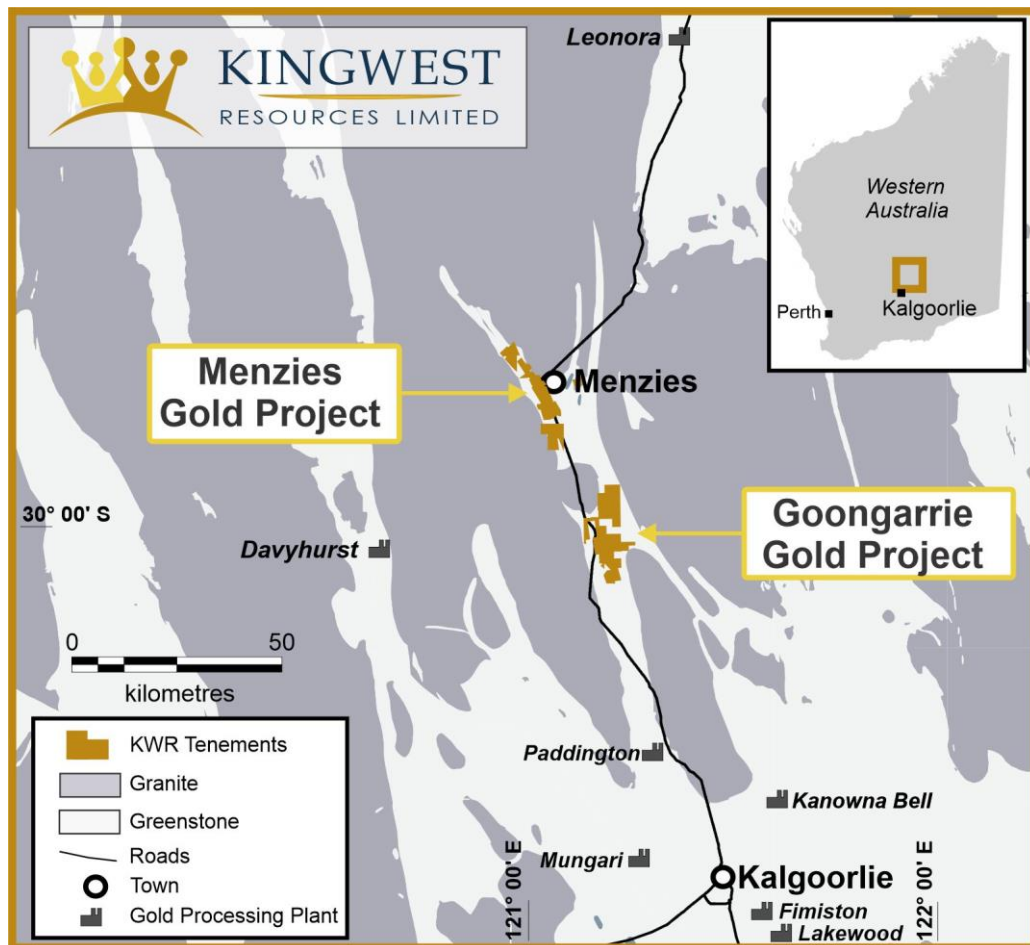 KINGWEST
RESOURCES LIMITED
Leonora
Western
Australia
Perth
Kalgoorlie
Menzies
Gold Project
Menzies
30° 00' S
Davyhurst
Goongarrie
Gold Project
0 50
kilometres
KWR Tenements
Granite
Greenstone
Roads
Town
Gold Processing Plant
Paddington
Kanowna Bell
Mungari
121° 00' E
Kalgoorlie
122° 00' E
Fimiston
Lakewood